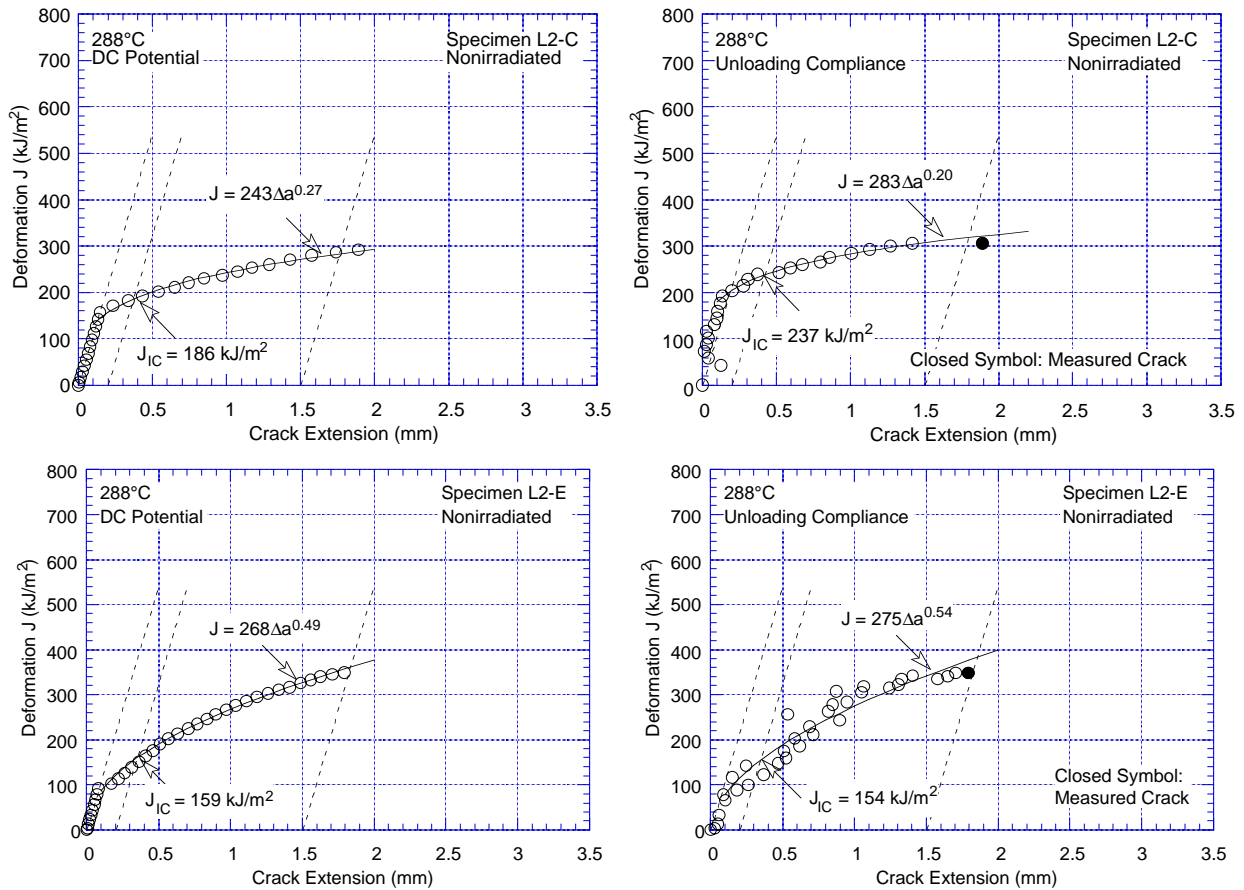 288°C
DC Potential
Specimen L2-C
Nonirradiated
J = 243Δa^0.27
J_IC = 186 kJ/m²
Deformation J (kJ/m²)
800
700
600
500
400
300
200
100
0
0 0.5 1 1.5 2 2.5 3 3.5
Crack Extension (mm)
288°C
Unloading Compliance
Specimen L2-C
Nonirradiated
J = 283Δa^0.20
J_IC = 237 kJ/m²
Closed Symbol: Measured Crack
Deformation J (kJ/m²)
800
700
600
500
400
300
200
100
0
0 0.5 1 1.5 2 2.5 3 3.5
Crack Extension (mm)
288°C
DC Potential
Specimen L2-E
Nonirradiated
J = 268Δa^0.49
J_IC = 159 kJ/m²
Deformation J (kJ/m²)
800
700
600
500
400
300
200
100
0
0 0.5 1 1.5 2 2.5 3 3.5
Crack Extension (mm)
288°C
Unloading Compliance
Specimen L2-E
Nonirradiated
J = 275Δa^0.54
J_IC = 154 kJ/m²
Closed Symbol:
Measured Crack
Deformation J (kJ/m²)
800
700
600
500
400
300
200
100
0
0 0.5 1 1.5 2 2.5 3 3.5
Crack Extension (mm)